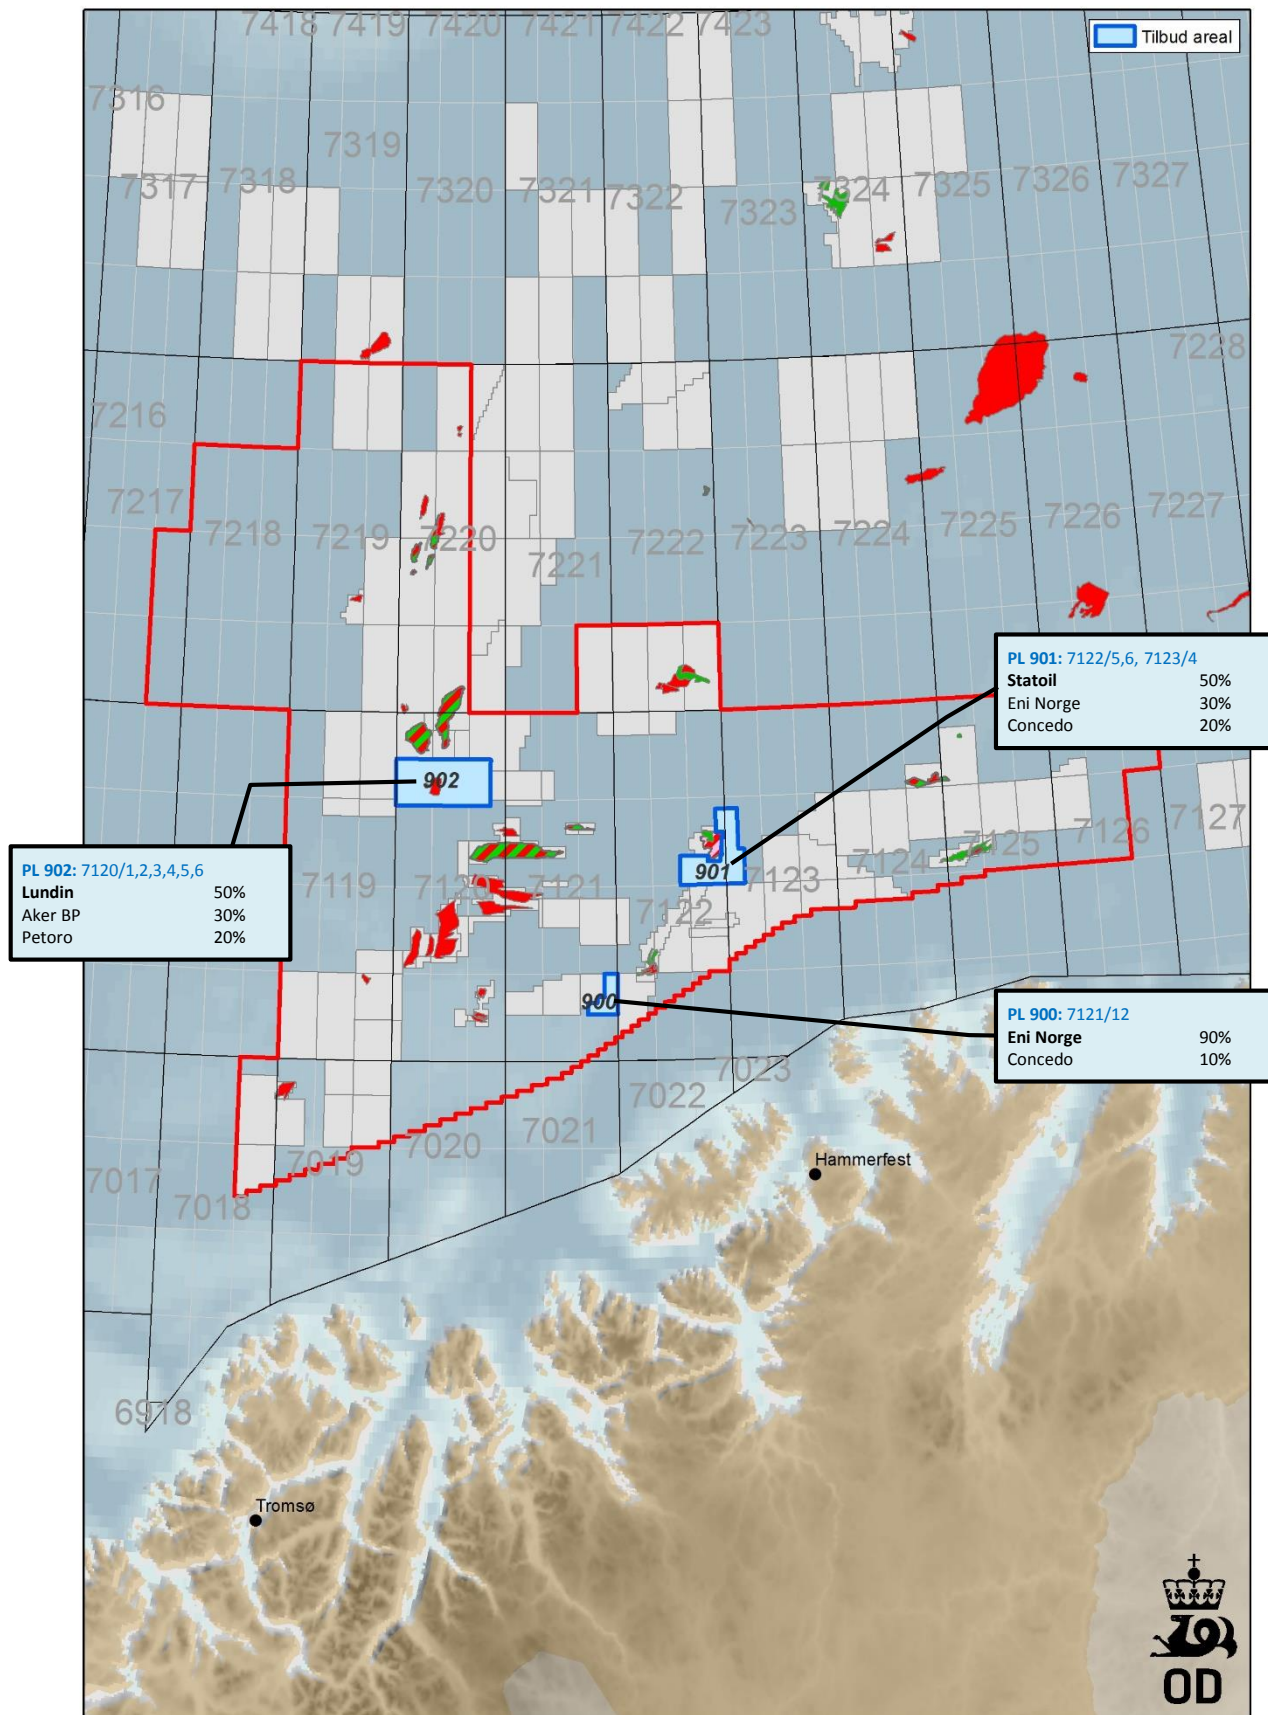 7418 7419 7420 7421 7422 7423
Tilbud areal
7316
7319
7317 7318 7320 7321 7322 7323 7324 7325 7326 7327
7228
7216
7217 7218 7219 7220 7221 7222 7223 7224 7225 7226 7227
PL 901: 7122/5,6, 7123/4
Statoil 50%
Eni Norge 30%
Concedo 20%
902
901
PL 902: 7120/1,2,3,4,5,6
Lundin 50%
Aker BP 30%
Petoro 20%
7119 7120 7121 7122 7123 7124 7125 7126 7127
900
PL 900: 7121/12
Eni Norge 90%
Concedo 10%
7017 7018 7019 7020 7021 7022 7023
Hammerfest
6918
Tromsø
OD